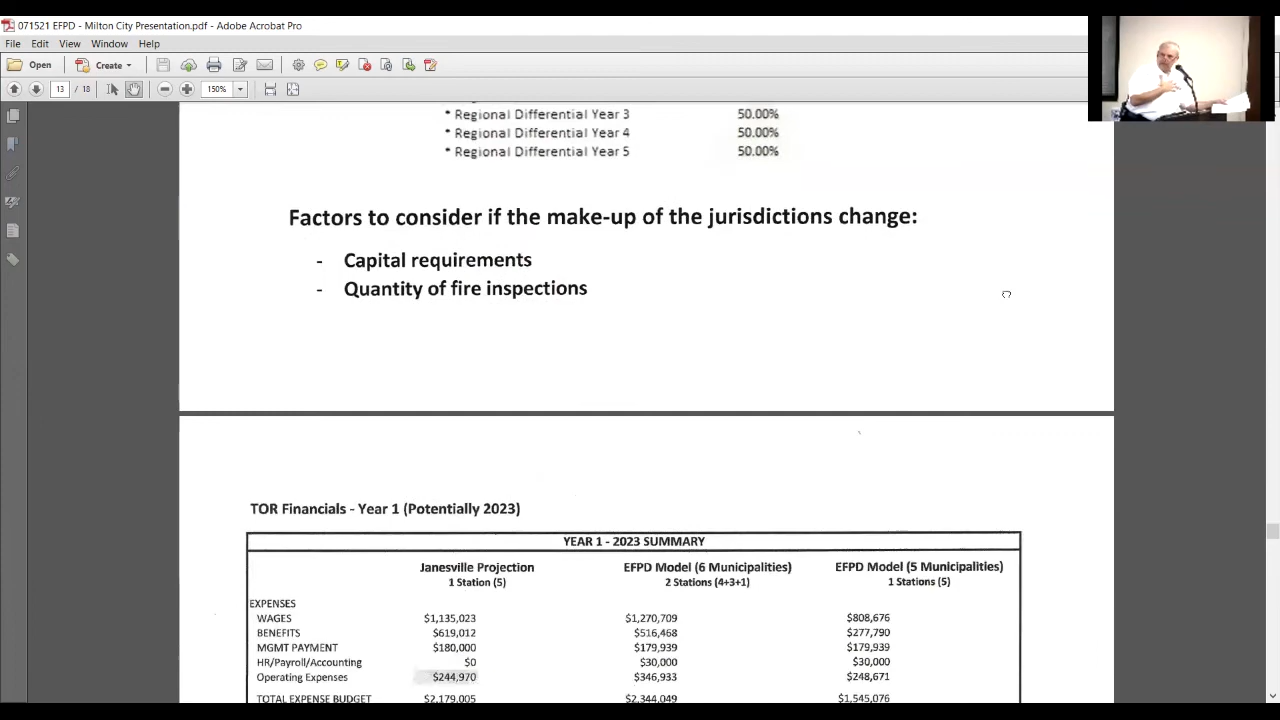 071521 EFPD - Milton City Presentation.pdf - Adobe Acrobat Pro
File Edit View Window Help
Open Create
13 / 18 150%
* Regional Differential Year 3 50.00%
* Regional Differential Year 4 50.00%
* Regional Differential Year 5 50.00%
Factors to consider if the make-up of the jurisdictions change:
- Capital requirements
- Quantity of fire inspections
TOR Financials - Year 1 (Potentially 2023)
YEAR 1 - 2023 SUMMARY
Janesville Projection EFPD Model (6 Municipalities) EFPD Model (5 Municipalities)
1 Station (5) 2 Stations (4+3+1) 1 Stations (5)
EXPENSES
WAGES $1,135,023 $1,270,709 $808,676
BENEFITS $619,012 $516,468 $277,790
MGMT PAYMENT $180,000 $179,939 $179,939
HR/Payroll/Accounting $0 $30,000 $30,000
Operating Expenses $244,970 $346,933 $248,671
TOTAL EXPENSE BUDGET $2,179,005 $2,344,049 $1,545,076